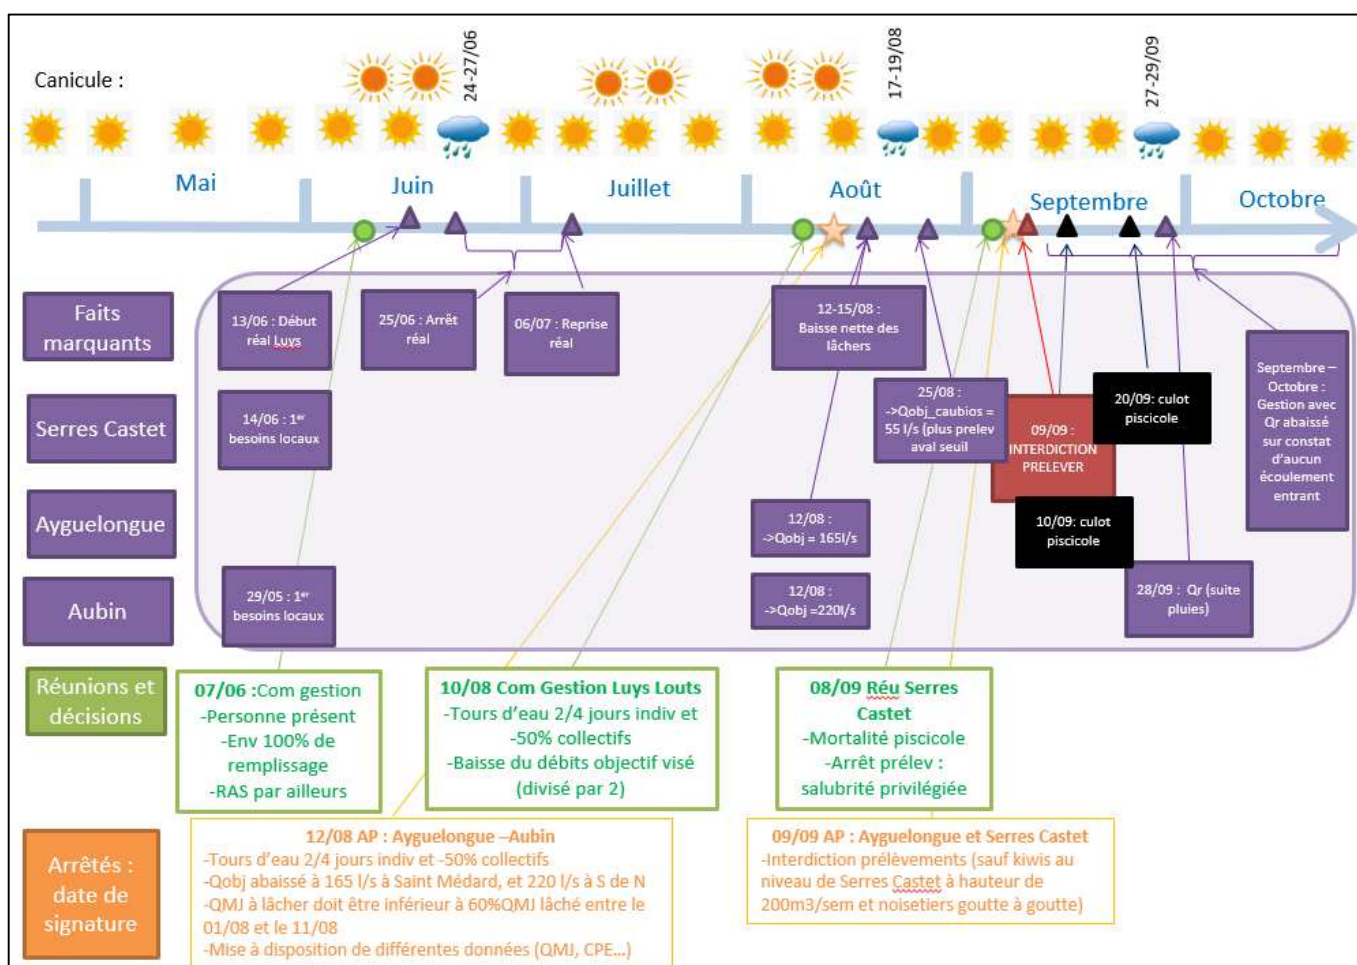 Canicule :
24-27/06
17-19/08
27-29/09
Mai
Juin
Juillet
Août
Septembre
Octobre
Faits
marquants
13/06 : Début
réal Luys
25/06 : Arrêt
réal
06/07 : Reprise
réal
12-15/08 :
Baisse nette des
lâchers
Septembre –
Octobre :
Gestion avec
Qr abaissé
sur constat
d'aucun
écoulement
entrant
Serres Castet
14/06 : 1er
besoins locaux
25/08 :
->Qobj_caubios =
55 l/s (plus prelev
aval seuil
09/09 :
INTERDICTION
PRELEVER
20/09: culot
piscicole
Ayguelongue
12/08 :
->Qobj = 165l/s
10/09: culot
piscicole
Aubin
29/05 : 1er
besoins locaux
12/08 :
->Qobj =220l/s
28/09 : Qr (suite
pluies)
Réunions et
décisions
07/06 :Com gestion
-Personne présent
-Env 100% de
remplissage
-RAS par ailleurs
10/08 Com Gestion Luys Louts
-Tours d'eau 2/4 jours indiv et
-50% collectifs
-Baisse du débits objectif visé
(divisé par 2)
08/09 Réu Serres
Castet
-Mortalité piscicole
-Arrêt prélev :
salubrité privilégiée
Arrêtés :
date de
signature
12/08 AP : Ayguelongue –Aubin
-Tours d'eau 2/4 jours indiv et -50% collectifs
-Qobj abaissé à 165 l/s à Saint Médard, et 220 l/s à S de N
-QMJ à lâcher doit être inférieur à 60%QMJ lâché entre le
01/08 et le 11/08
-Mise à disposition de différentes données (QMJ, CPE...)
09/09 AP : Ayguelongue et Serres Castet
-Interdiction prélèvements (sauf kiwis au
niveau de Serres Castet à hauteur de
200m3/sem et noisetiers goutte à goutte)